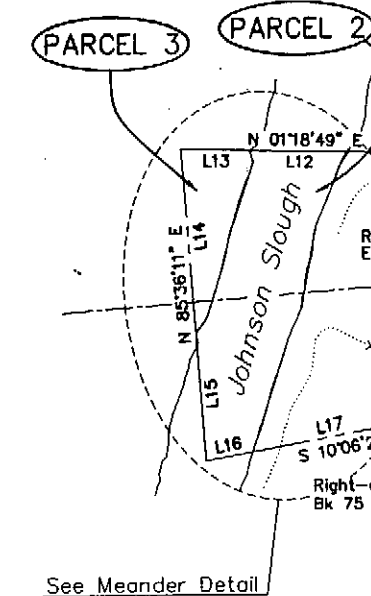 PARCEL 3
PARCEL 2
N 01°18'49" E
L13
L12
N 85°36'11" E
L14
Johnson Slough
R
E
L15
L16
L17
S 10°06'2
Right-
Bk 75
See Meander Detail